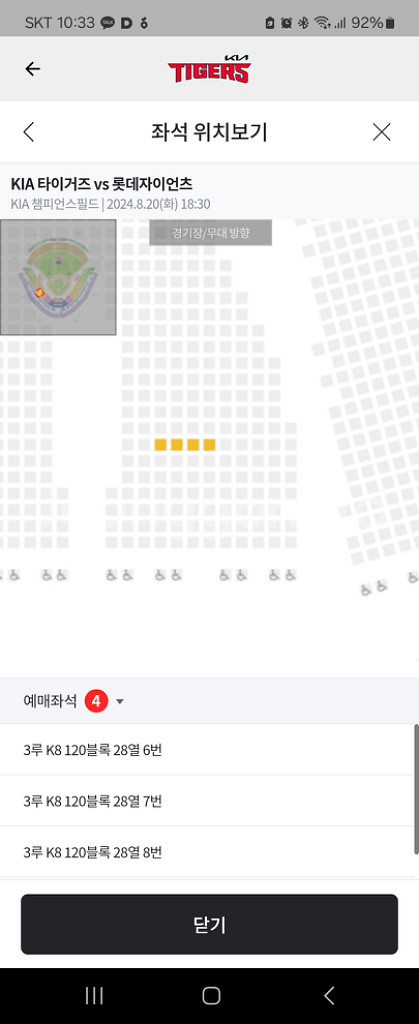 SKT 10:33
92%
KIA
TIGERS
좌석 위치보기
KIA 타이거즈 vs 롯데자이언츠
KIA 챔피언스필드 | 2024.8.20(화) 18:30
경기장/무대 방향
예매좌석 4
3루 K8 120블록 28열 6번
3루 K8 120블록 28열 7번
3루 K8 120블록 28열 8번
닫기